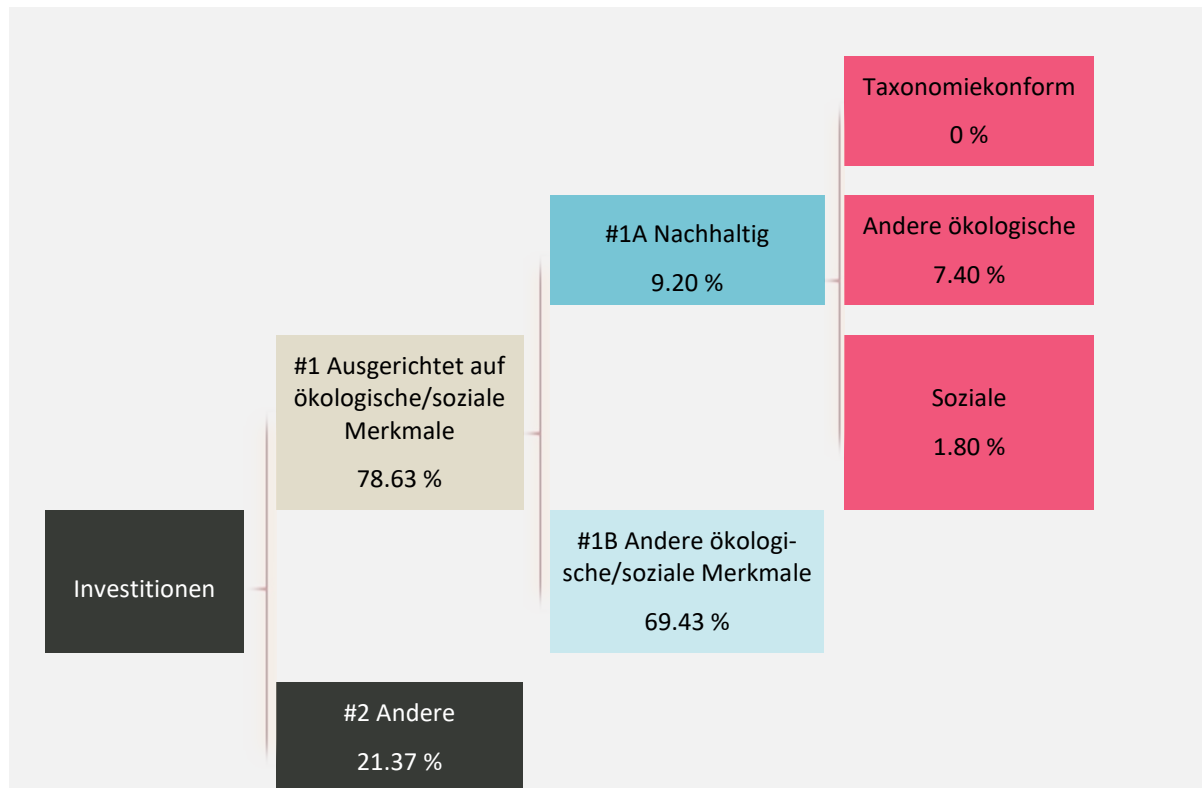 Taxonomiekonform
0 %
#1A Nachhaltig
9.20 %
Andere ökologische
7.40 %
#1 Ausgerichtet auf
ökologische/soziale
Merkmale
78.63 %
Soziale
1.80 %
Investitionen
#1B Andere ökologi-
sche/soziale Merkmale
69.43 %
#2 Andere
21.37 %